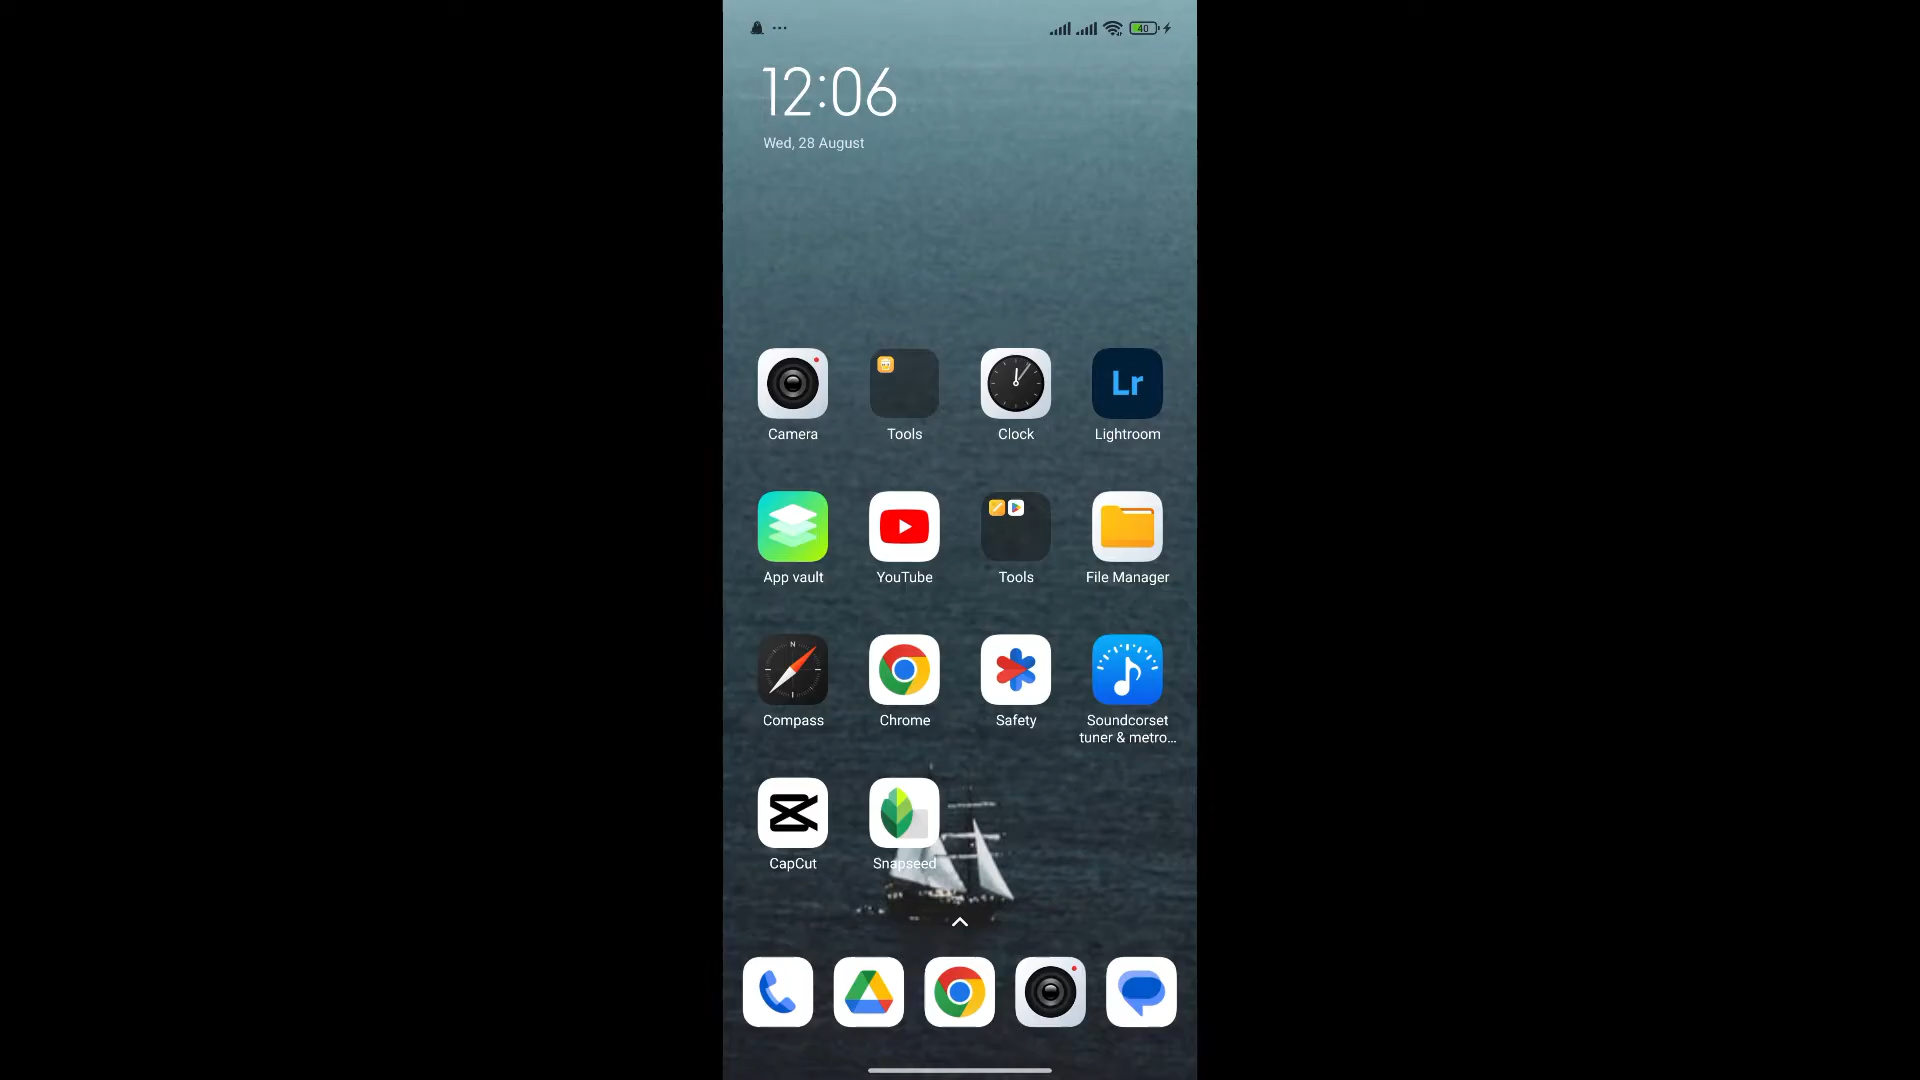 40
12:06
Wed, 28 August
Lr
Camera
Tools
Clock
Lightroom
App vault
YouTube
Tools
File Manager
N
Compass
Chrome
Safety
Soundcorset
tuner & metro...
CapCut
Snapseed